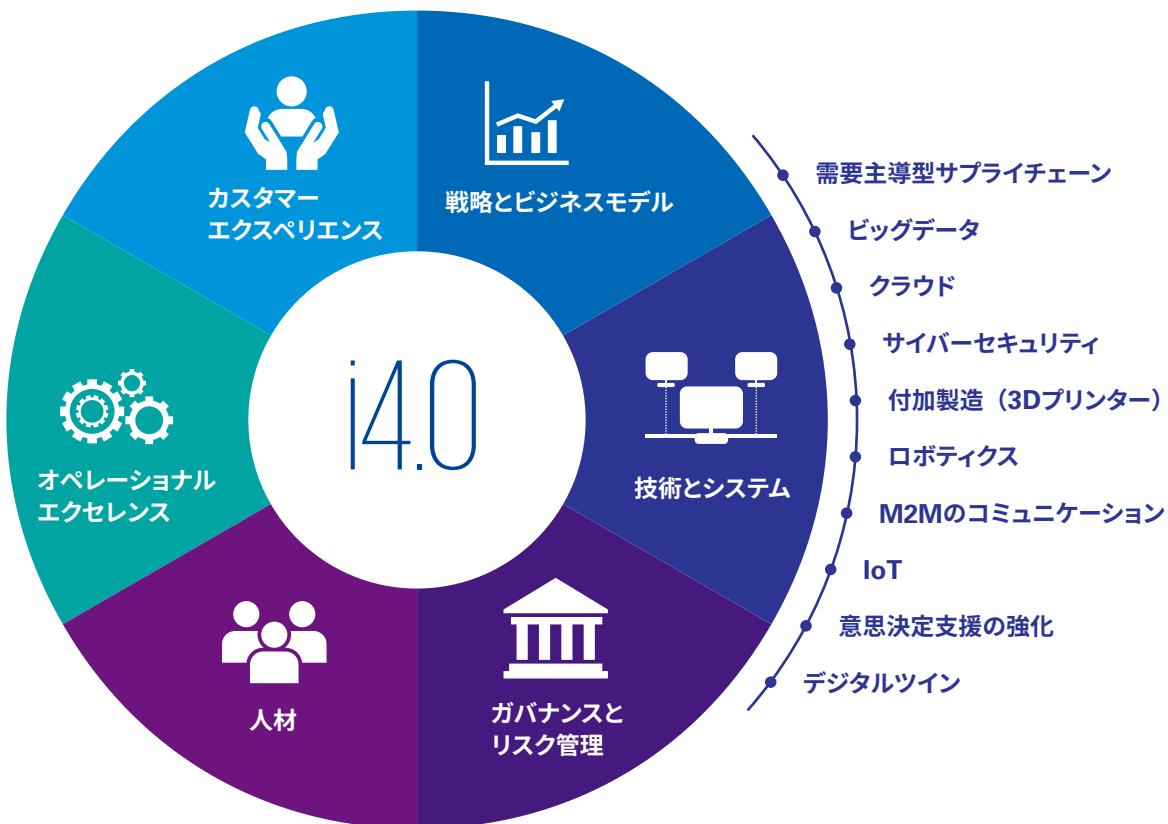 カスタマー
エクスペリエンス
戦略とビジネスモデル
オペレーショナル
エクセレンス
i4.0
技術とシステム
人材
ガバナンスと
リスク管理
需要主導型サプライチェーン
ビッグデータ
クラウド
サイバーセキュリティ
付加製造（3Dプリンター）
ロボティクス
M2Mのコミュニケーション
IoT
意思決定支援の強化
デジタルツイン